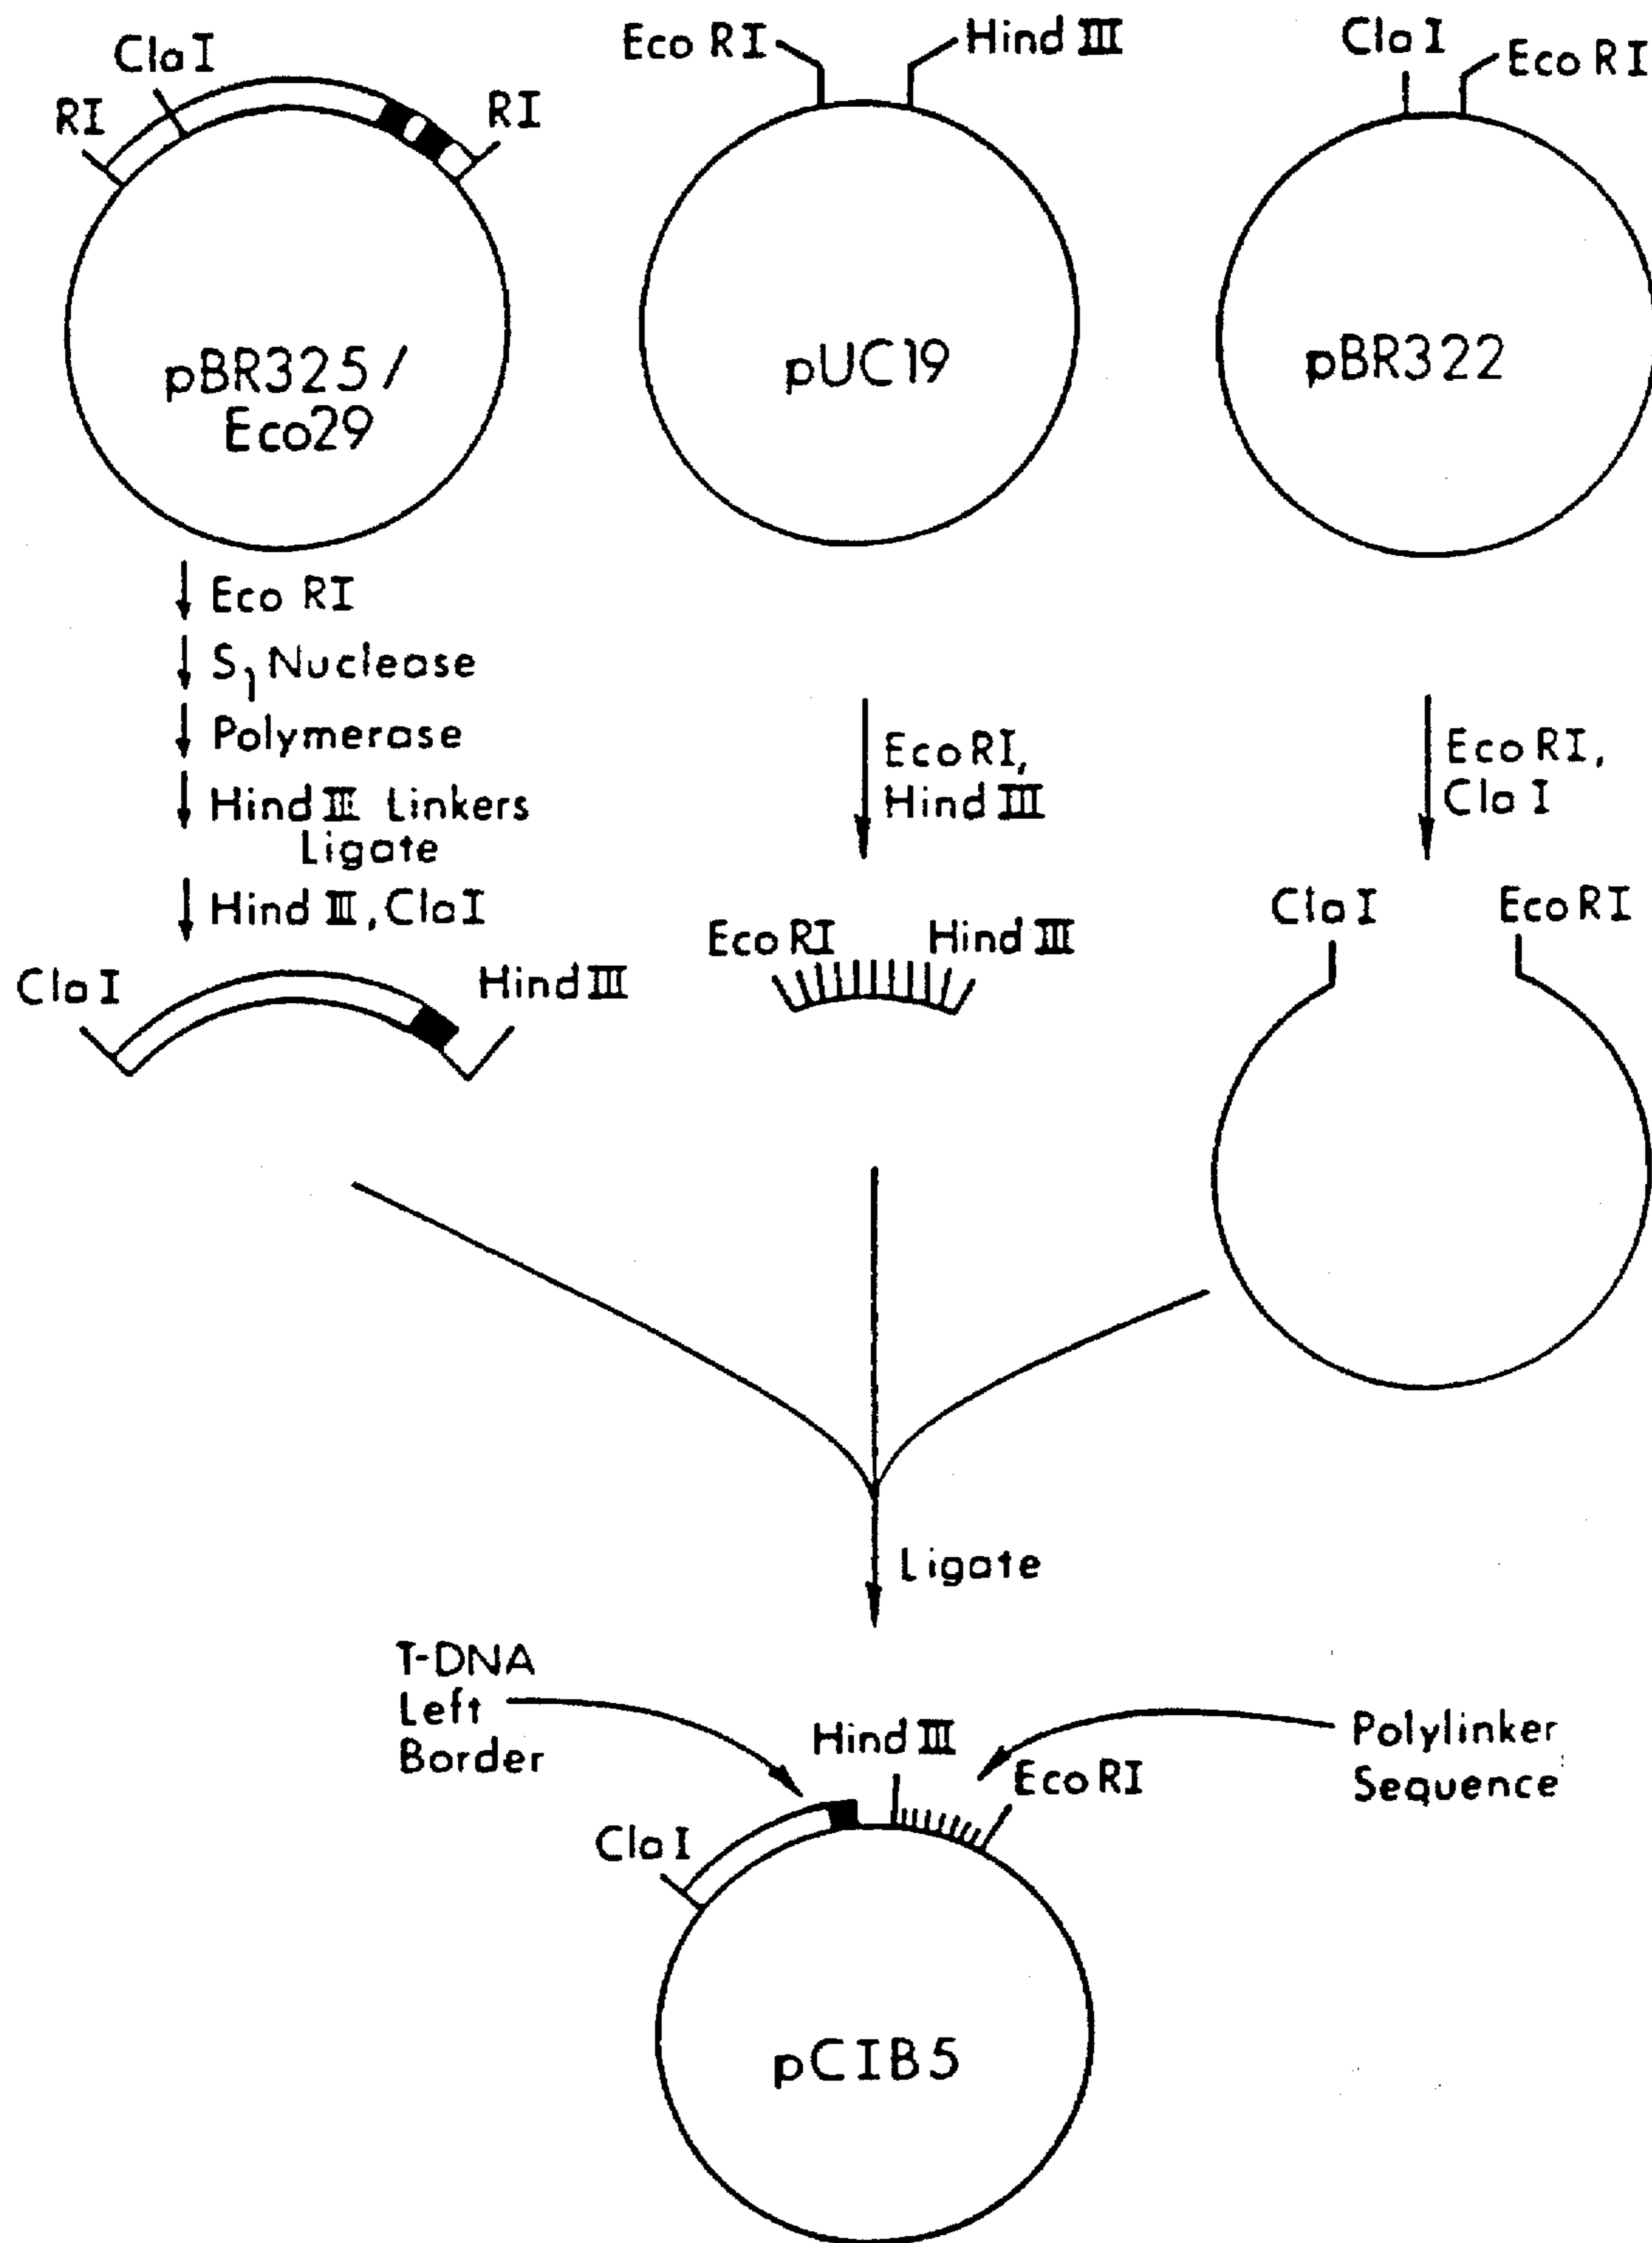 Cla I
RI
RI
pBR325/
Eco29
Eco RI
Hind III
pUC19
Cla I
Eco RI
pBR322
Eco RI
S1 Nuclease
Polymerase
Hind III Linkers
Ligate
Hind III, Cla I
Eco RI,
Hind III
Eco RI,
Cla I
Cla I
Hind III
Eco RI
Hind III
Cla I
Eco RI
Ligate
T-DNA
Left
Border
Hind III
Eco RI
Polylinker
Sequence
Cla I
pCIB5